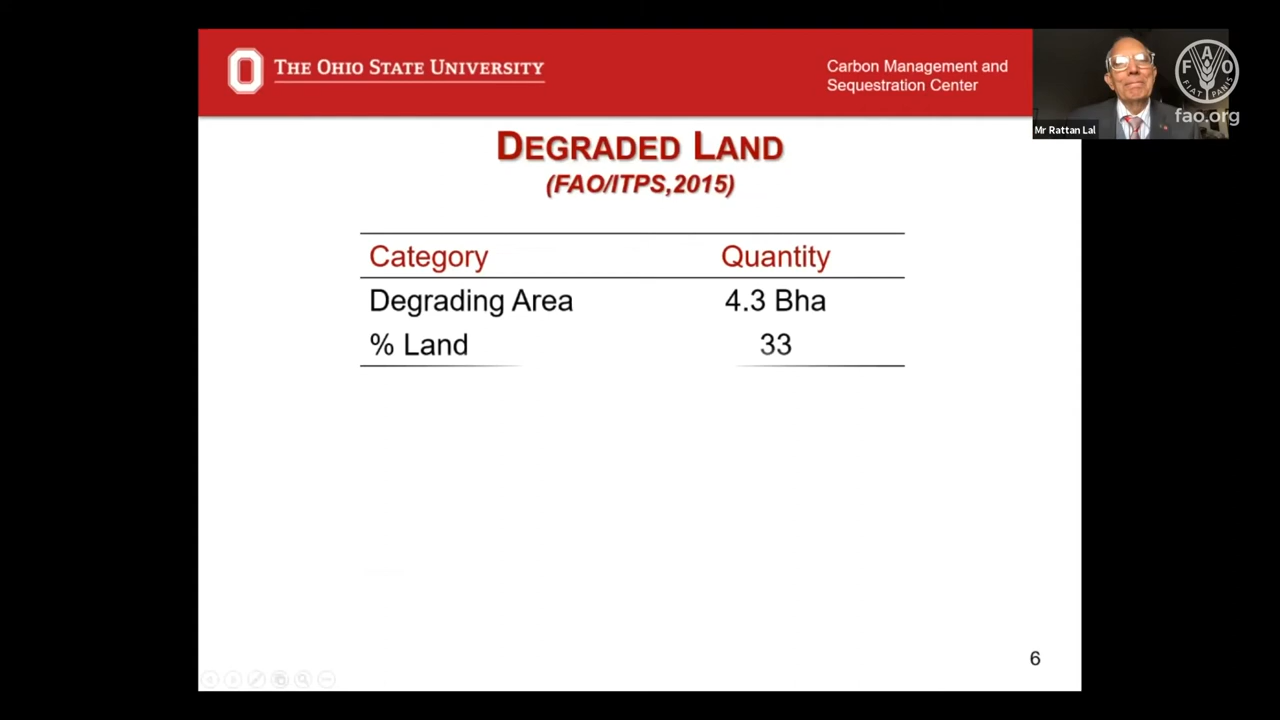 THE OHIO STATE UNIVERSITY
Carbon Management and
Sequestration Center
F A O
FIAT PANIS
fao.org
Mr Rattan Lal
DEGRADED LAND
(FAO/ITPS,2015)
Category Quantity
Degrading Area 4.3 Bha
% Land 33
6